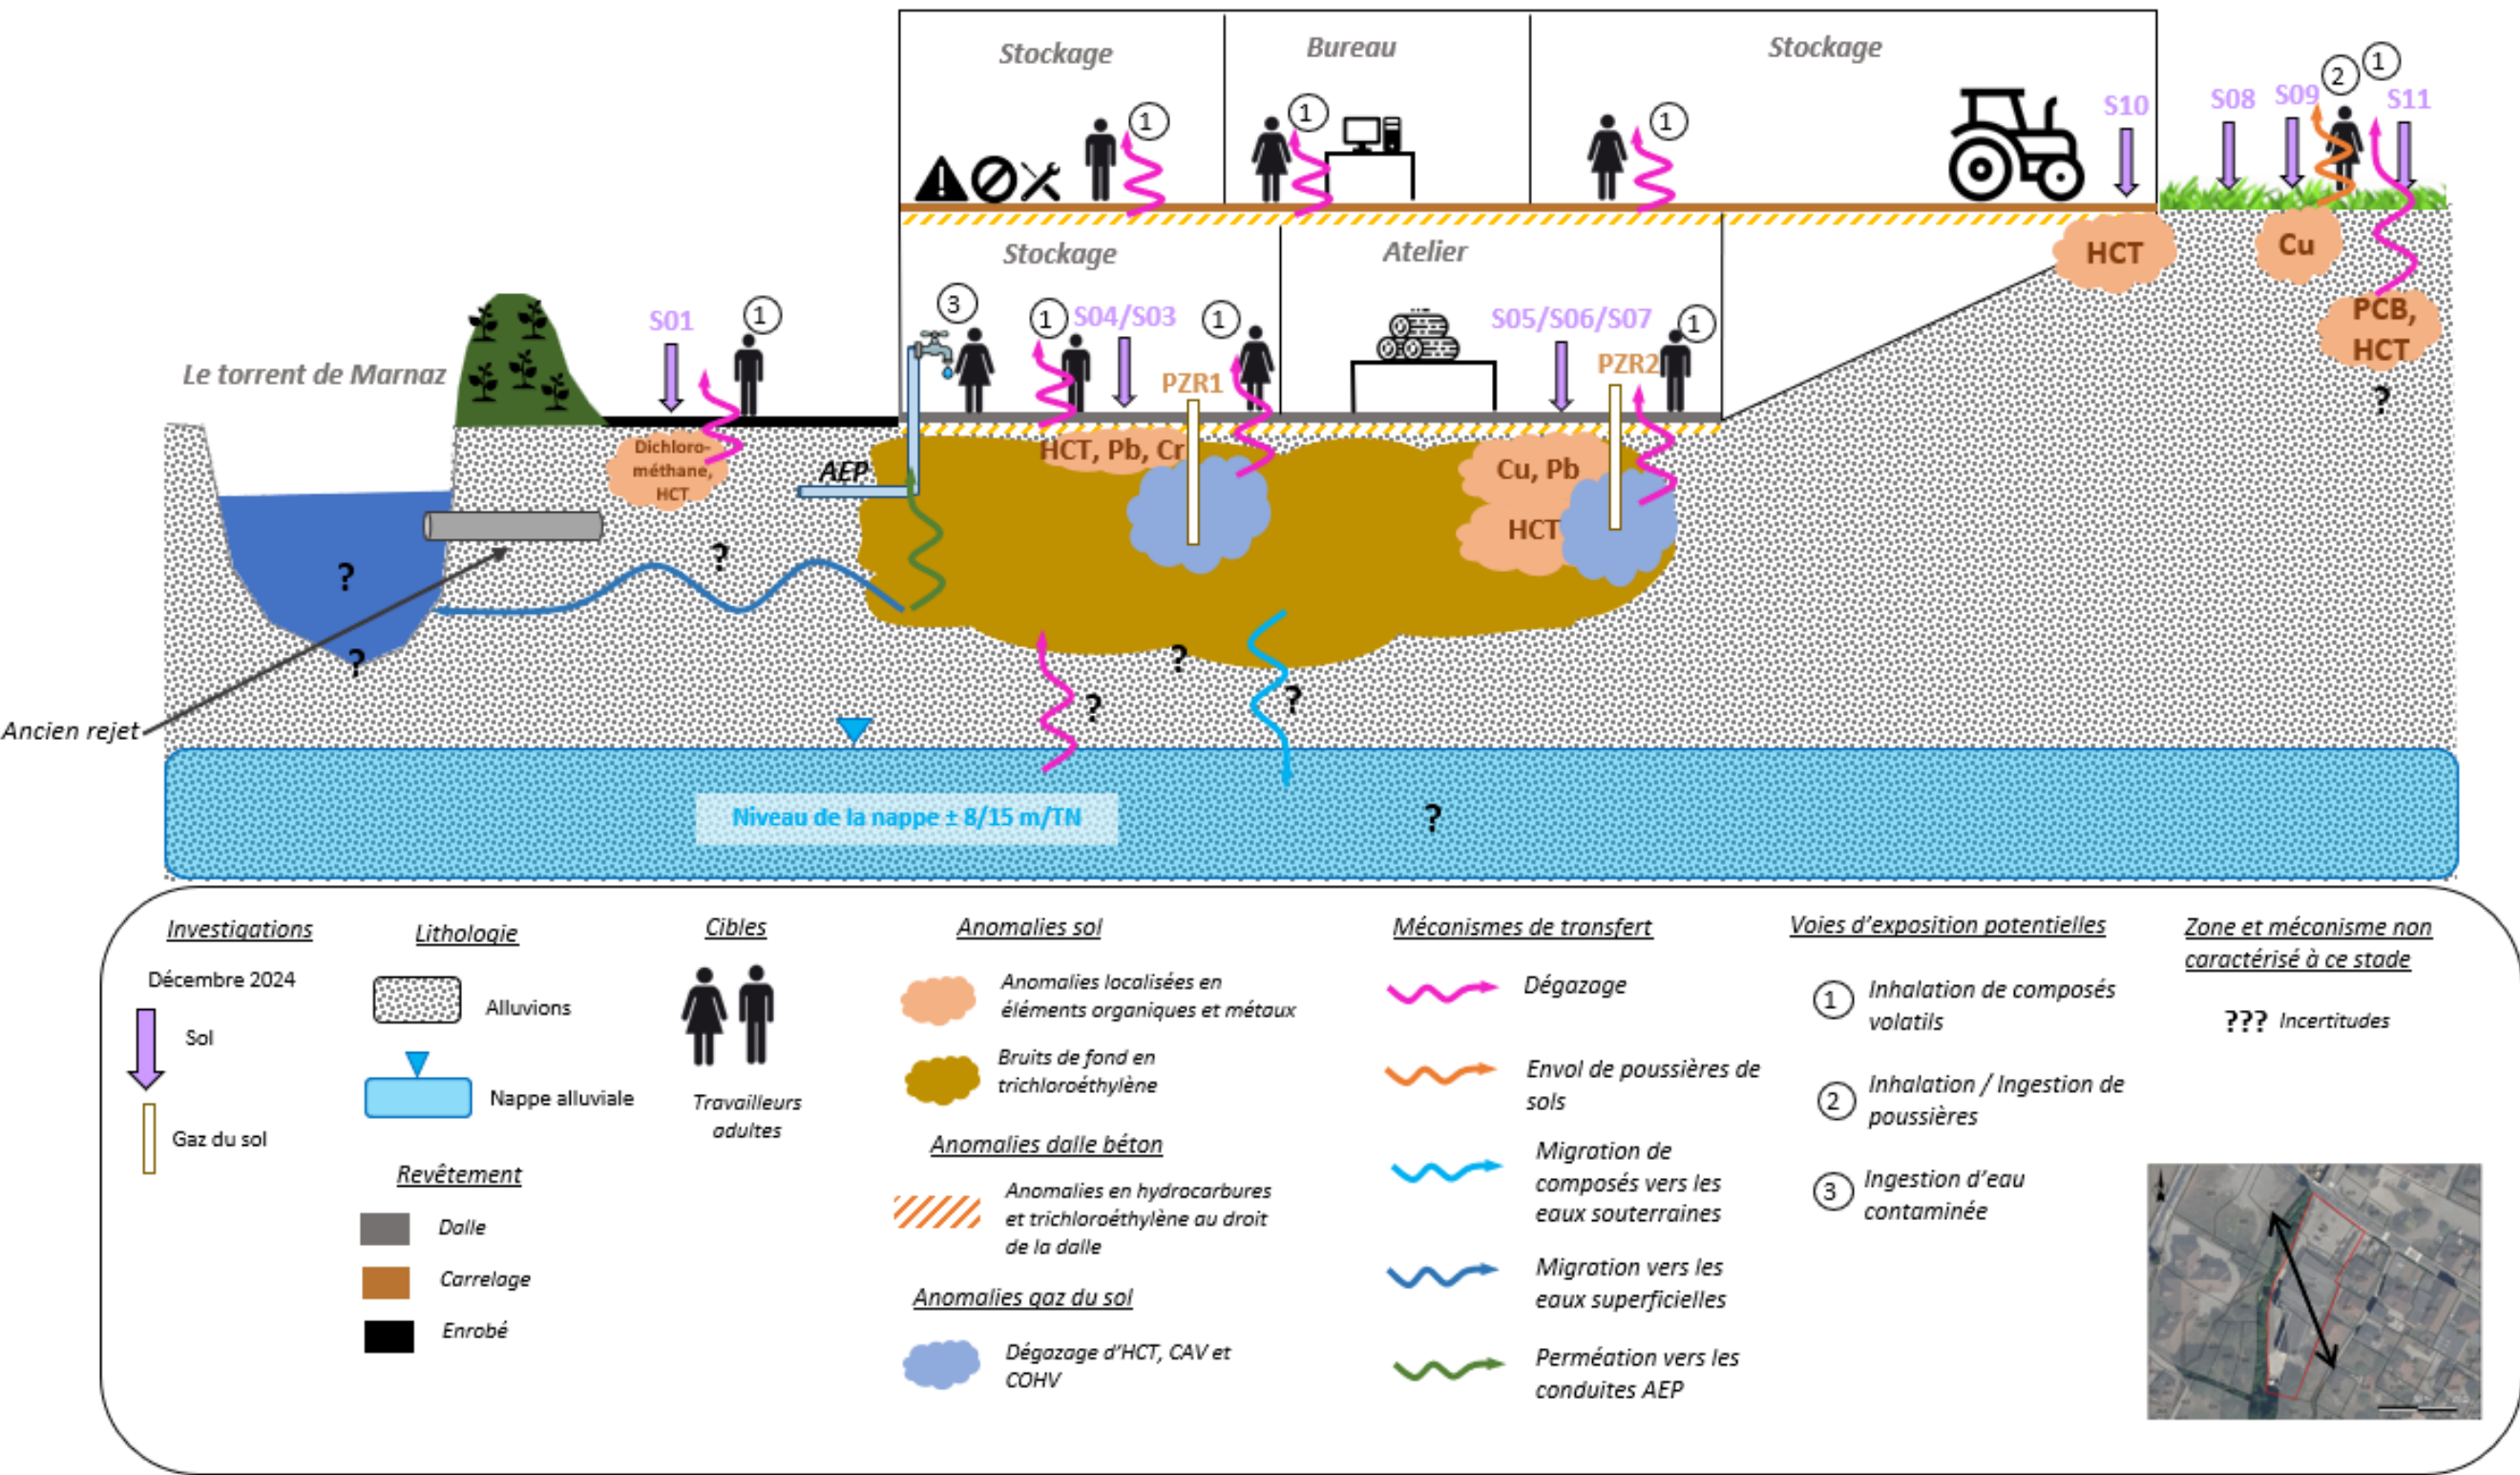 Stockage
Bureau
Stockage
1
1
1
2
1
S10
S08
S09
S11
Stockage
Atelier
HCT
Cu
PCB,
HCT
?
Le torrent de Marnaz
S01
1
3
1
S04/S03
1
PZR1
S05/S06/S07
PZR2
1
Dichloro-
méthane,
HCT
AEP
HCT, Pb, Cr
Cu, Pb
HCT
?
?
?
?
?
?
Ancien rejet
Niveau de la nappe ± 8/15 m/TN
?
Investigations
Décembre 2024
Sol
Gaz du sol
Lithologie
Alluvions
Nappe alluviale
Revêtement
Dalle
Carrelage
Enrobé
Cibles
Travailleurs
adultes
Anomalies sol
Anomalies localisées en
éléments organiques et métaux
Bruits de fond en
trichloroéthylène
Anomalies dalle béton
Anomalies en hydrocarbures
et trichloroéthylène au droit
de la dalle
Anomalies gaz du sol
Dégazage d'HCT, CAV et
COHV
Mécanismes de transfert
Dégazage
Envol de poussières de
sols
Migration de
composés vers les
eaux souterraines
Migration vers les
eaux superficielles
Perméation vers les
conduites AEP
Voies d'exposition potentielles
1
Inhalation de composés
volatils
2
Inhalation / Ingestion de
poussières
3
Ingestion d'eau
contaminée
Zone et mécanisme non
caractérisé à ce stade
??? Incertitudes